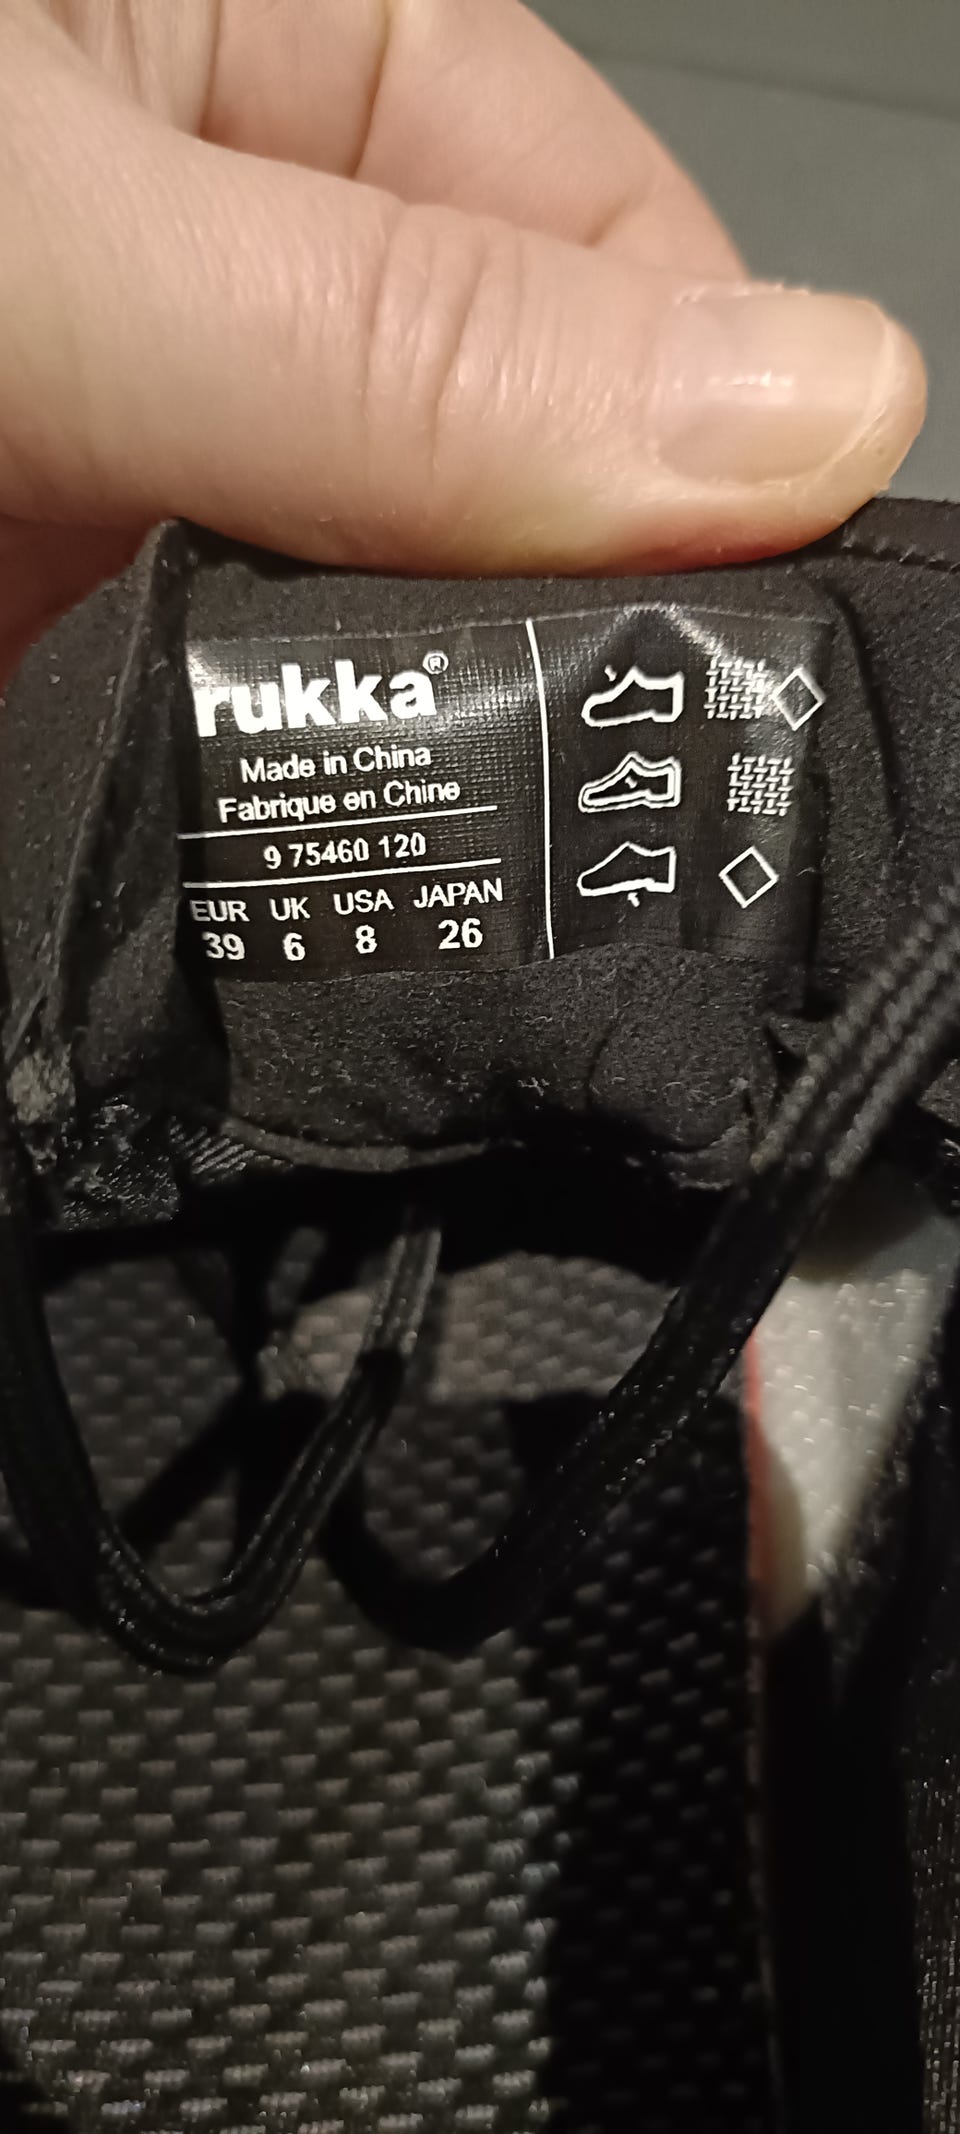 rukka®
Made in China
Fabrique en Chine
9 75460 120
EUR UK USA JAPAN
39 6 8 26